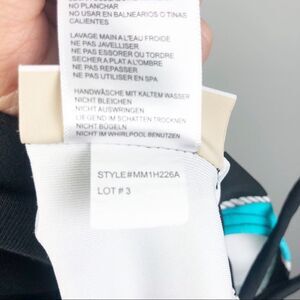 NO PLANCHAR
NO USAR EN BALNEARIOS O TINAS
CALIENTES
LAVAGE MAIN A L'EAU FROIDE
NE PAS JAVELLISER
NE PAS ESSORER OU TORDRE
SECHER A PLAT A L'OMBRE
NE PAS REPASSER
NE PAS UTILISER EN SPA
HANDWÄSCHE MIT KALTEM WASSER
NICHT BLEICHEN
NICHT AUSWRINGEN
LIEGEND IM SCHATTEN TROCKNEN
NICHT BÜGELN
NICHT IM WHIRLPOOL BENUTZEN
STYLE#MM1H226A
LOT # 3